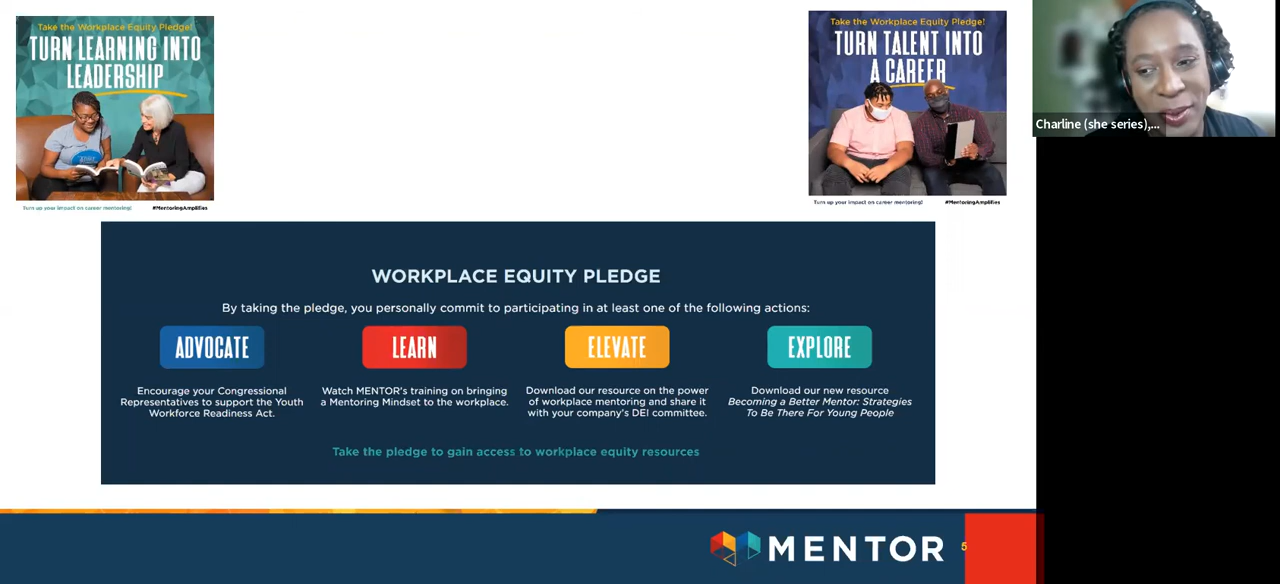 Take the Workplace Equity Pledge!
TURN LEARNING INTO
LEADERSHIP
Turn up your impact on career mentoring!
#MentoringAmplifies
Take the Workplace Equity Pledge!
TURN TALENT INTO
A CAREER
Turn up your impact on career mentoring!
#MentoringAmplifies
Charline (she series),...
WORKPLACE EQUITY PLEDGE
By taking the pledge, you personally commit to participating in at least one of the following actions:
ADVOCATE
Encourage your Congressional
Representatives to support the Youth
Workforce Readiness Act.
LEARN
Watch MENTOR's training on bringing
a Mentoring Mindset to the workplace.
ELEVATE
Download our resource on the power
of workplace mentoring and share it
with your company's DEI committee.
EXPLORE
Download our new resource
Becoming a Better Mentor: Strategies
To Be There For Young People
Take the pledge to gain access to workplace equity resources
MENTOR
5